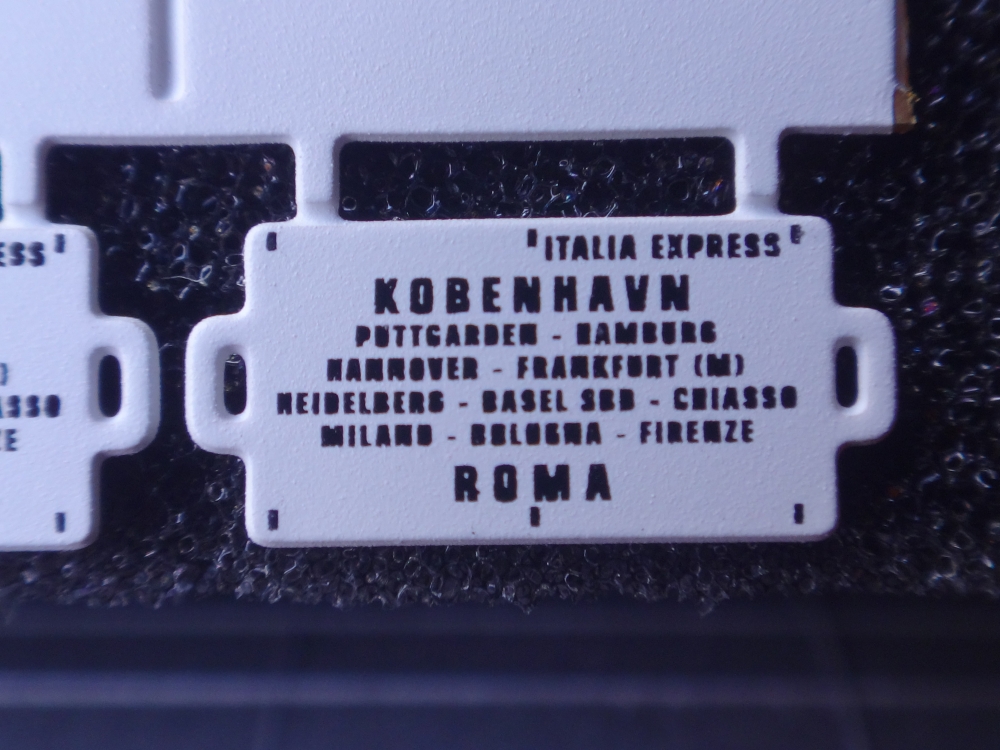 "ITALIA EXPRESS"
KOBENHAVN
PUTTGARDEN - HAMBURG
HANNOVER - FRANKFURT (M)
HEIDELBERG - BASEL SBB - CHIASSO
MILANO - BOLOGNA - FIRENZE
ROMA